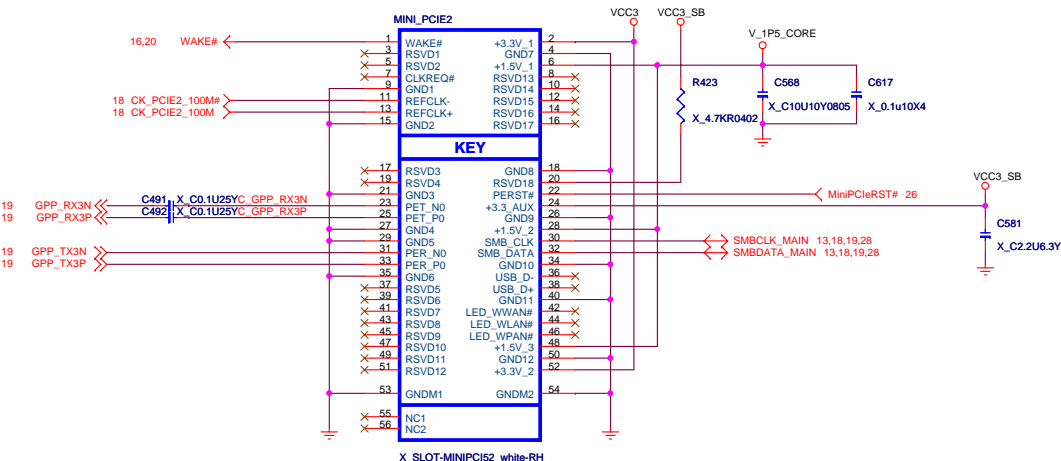 VCC3 VCC3_SB
MINI_PCIE2
V_1P5_CORE
16,20 WAKE# 1 WAKE# +3.3V_1 2
3 RSVD1 GND7 4
5 RSVD2 +1.5V_1 6
7 CLKREQ# RSVD13 8
9 GND1 RSVD14 10
18 CK_PCIE2_100M# 11 REFCLK- RSVD15 12
18 CK_PCIE2_100M 13 REFCLK+ RSVD16 14
15 GND2 RSVD17 16
R423
X_4.7KR0402
C568
X_C10U10Y0805
C617
X_0.1u10X4
KEY
17 RSVD3 GND8 18
19 RSVD4 RSVD18 20
21 GND3 PERST# 22 MiniPCIeRST# 26
19 GPP_RX3N C491 X_C0.1U25Y C_GPP_RX3N 23 PET_N0 +3.3_AUX 24
19 GPP_RX3P C492 X_C0.1U25Y C_GPP_RX3P 25 PET_P0 GND9 26
27 GND4 +1.5V_2 28
29 GND5 SMB_CLK 30 SMBCLK_MAIN 13,18,19,28
19 GPP_TX3N 31 PER_N0 SMB_DATA 32 SMBDATA_MAIN 13,18,19,28
19 GPP_TX3P 33 PER_P0 GND10 34
35 GND6 USB_D- 36
37 RSVD5 USB_D+ 38
39 RSVD6 GND11 40
41 RSVD7 LED_WWAN# 42
43 RSVD8 LED_WLAN# 44
45 RSVD9 LED_WPAN# 46
47 RSVD10 +1.5V_3 48
49 RSVD11 GND12 50
51 RSVD12 +3.3V_2 52
53 GNDM1 GNDM2 54
55 NC1
56 NC2
VCC3_SB
C581
X_C2.2U6.3Y
X_SLOT-MINIPCI52_white-RH